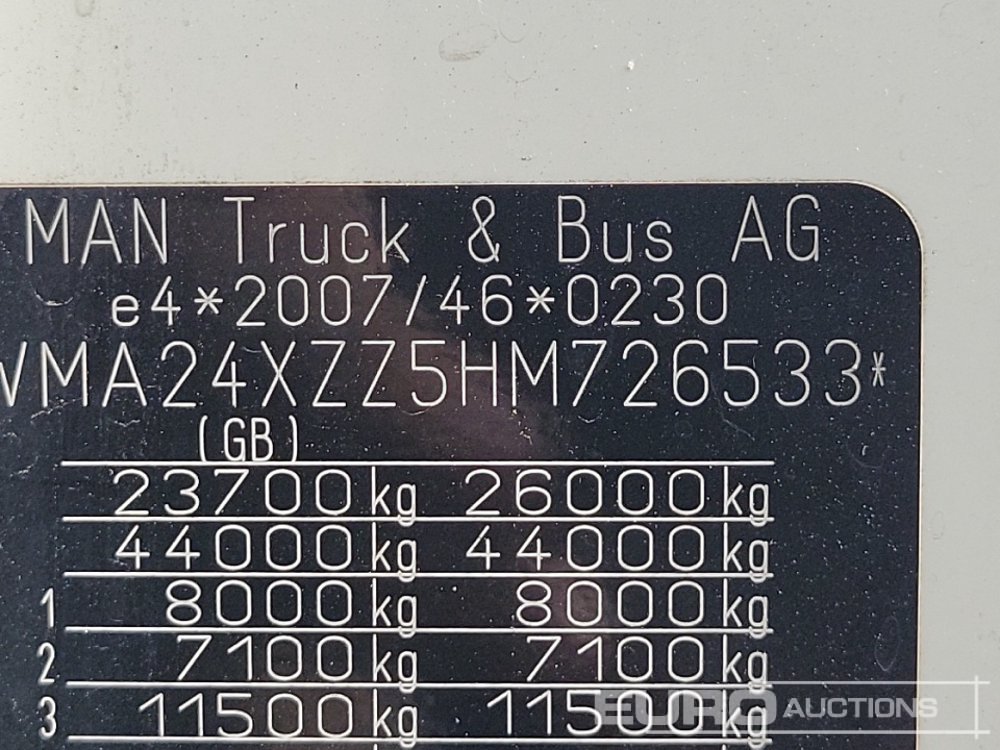 MAN Truck & Bus AG
e4*2007/46*0230
WMA24XZZ5HM726533*
(GB)
23700kg 26000kg
44000kg 44000kg
1 8000kg 8000kg
2 7100kg 7100kg
3 11500kg 11500kg
EURO AUCTIONS